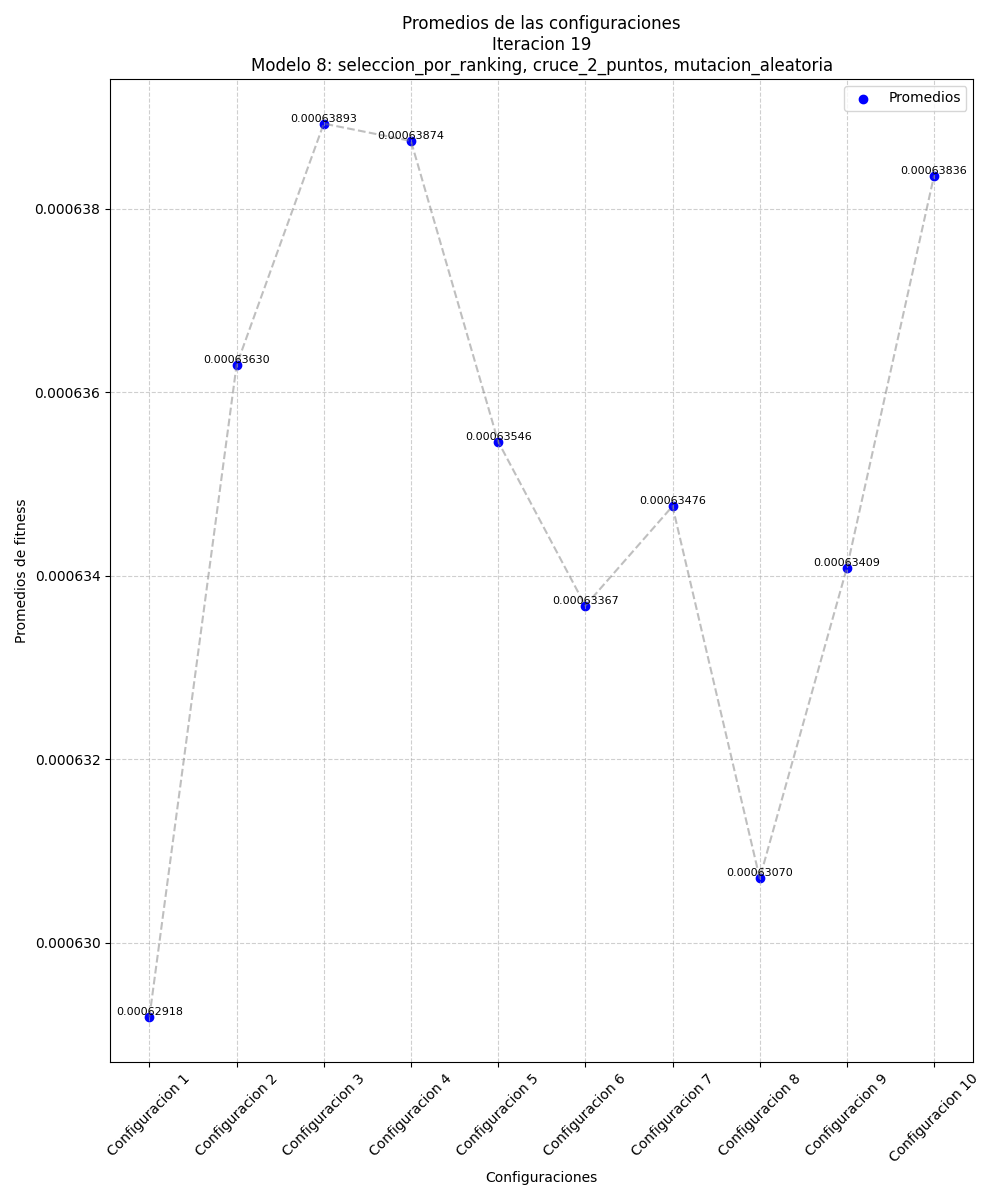 Promedios de las configuraciones
Iteracion 19
Modelo 8: seleccion_por_ranking, cruce_2_puntos, mutacion_aleatoria
Promedios
0.00063893
0.00063874
0.00063836
0.000638
0.00063630
0.000636
0.00063546
0.00063476
0.00063409
0.000634
0.00063367
0.000632
0.00063070
0.000630
0.00062918
Promedios de fitness
Configuracion 1
Configuracion 2
Configuracion 3
Configuracion 4
Configuracion 5
Configuracion 6
Configuracion 7
Configuracion 8
Configuracion 9
Configuracion 10
Configuraciones